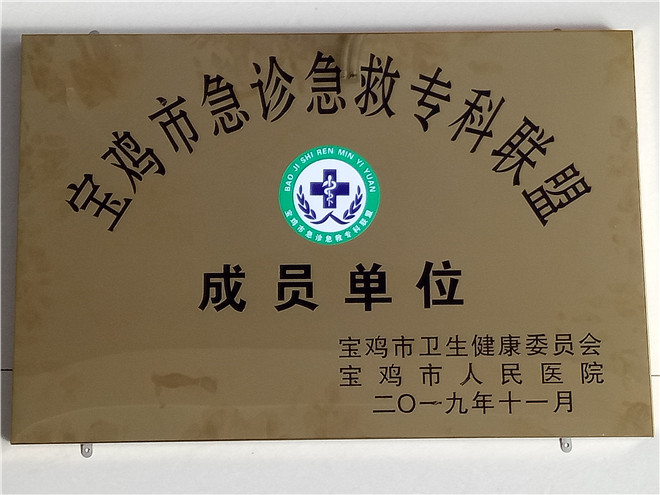 宝鸡市急诊急救专科联盟
BAO JI SHI REN MIN YI YUAN
宝鸡市急诊急救专科联盟
成员单位
宝鸡市卫生健康委员会
宝鸡市人民医院
二〇一九年十一月